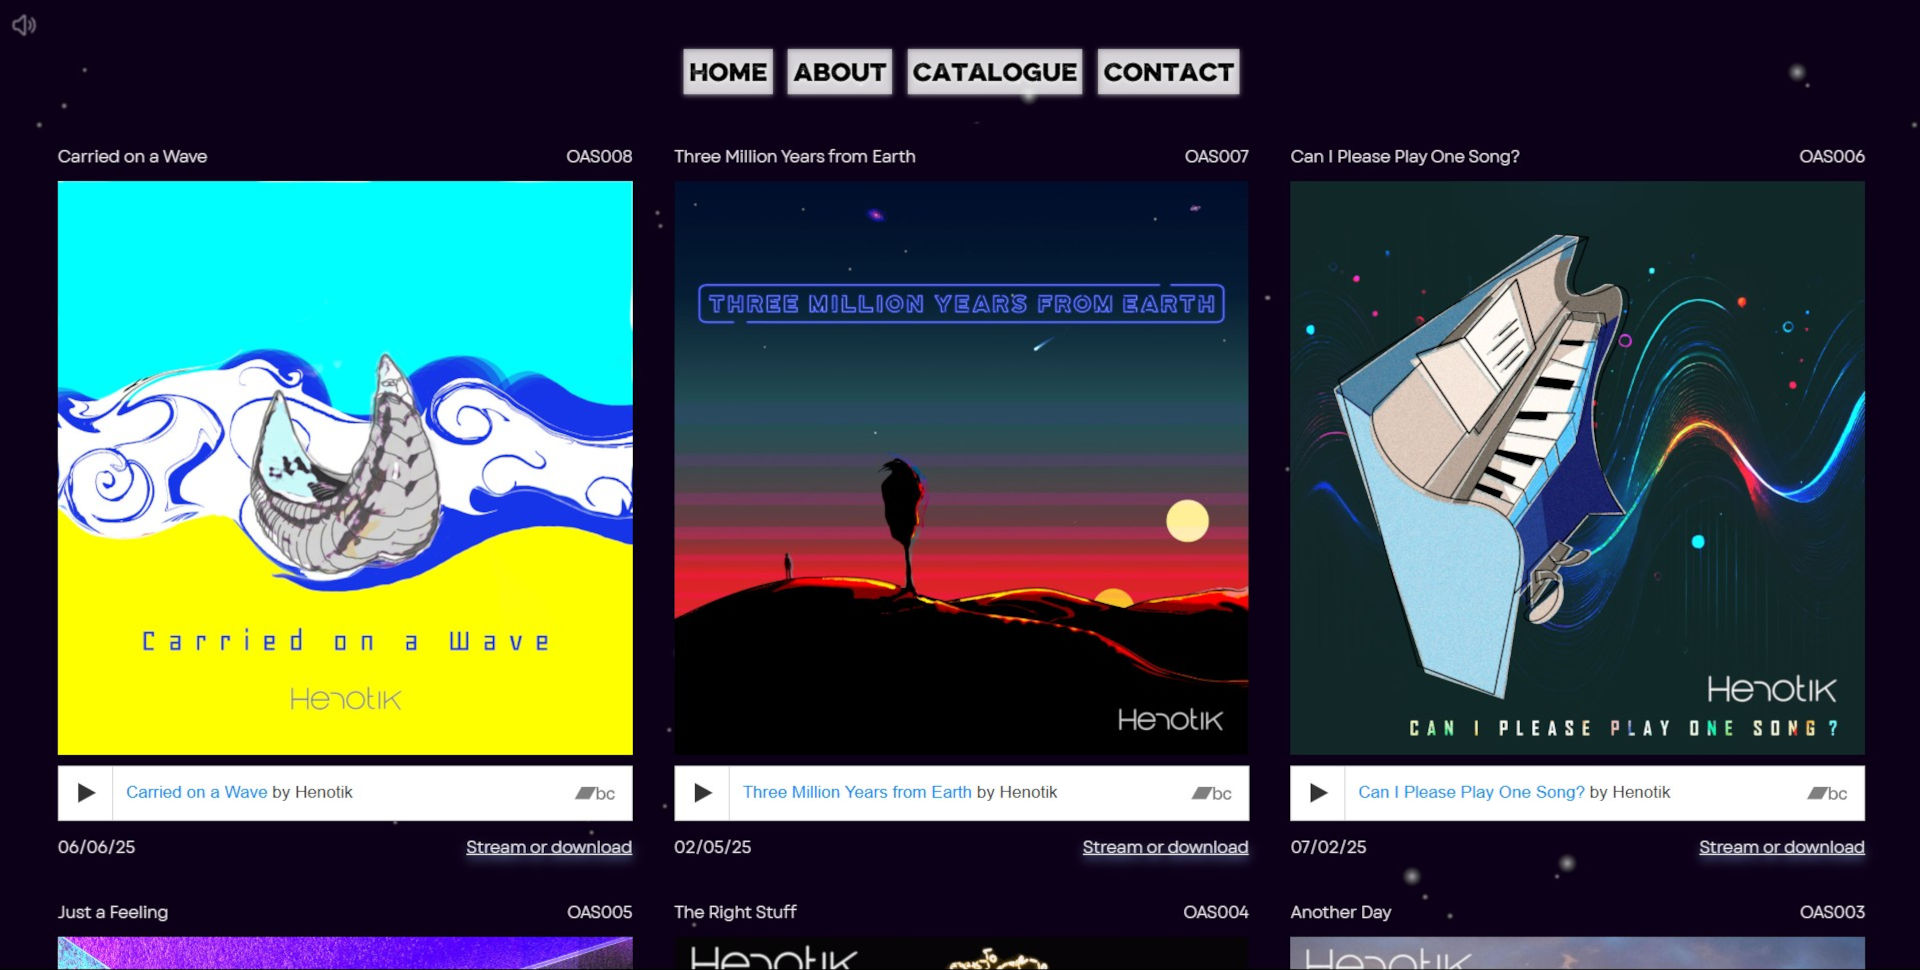 HOME ABOUT CATALOGUE CONTACT
Carried on a Wave OAS008
Carried on a Wave
Henotik
Carried on a Wave by Henotik bc
06/06/25 Stream or download
Three Million Years from Earth OAS007
THREE MILLION YEARS FROM EARTH
Henotik
Three Million Years from Earth by Henotik bc
02/05/25 Stream or download
Can I Please Play One Song? OAS006
Henotik
CAN I PLEASE PLAY ONE SONG?
Can I Please Play One Song? by Henotik bc
07/02/25 Stream or download
Just a Feeling OAS005
The Right Stuff OAS004
Henotik
Another Day OAS003
Henotik